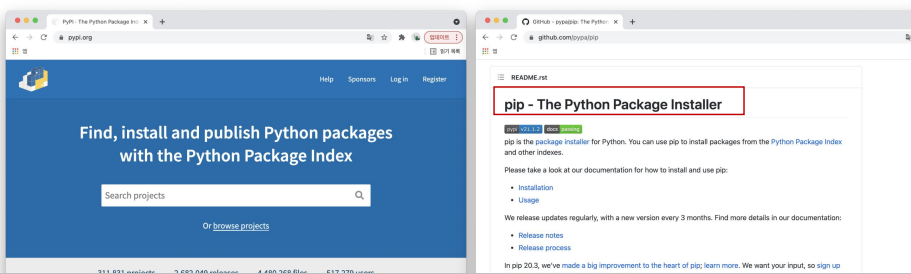 PyPI - The Python Package Ind
pypi.org
업데이트
앱
읽기 목록
Help Sponsors Log in Register
Find, install and publish Python packages
with the Python Package Index
Search projects
Or browse projects
311,831 projects 2,682,049 releases 4,480,268 files 517,279 users
GitHub - pypa/pip: The Python
github.com/pypa/pip
앱
README.rst
pip - The Python Package Installer
pypi v21.1.2 docs passing
pip is the package installer for Python. You can use pip to install packages from the Python Package Index
and other indexes.
Please take a look at our documentation for how to install and use pip:
• Installation
• Usage
We release updates regularly, with a new version every 3 months. Find more details in our documentation:
• Release notes
• Release process
In pip 20.3, we've made a big improvement to the heart of pip; learn more. We want your input, so sign up